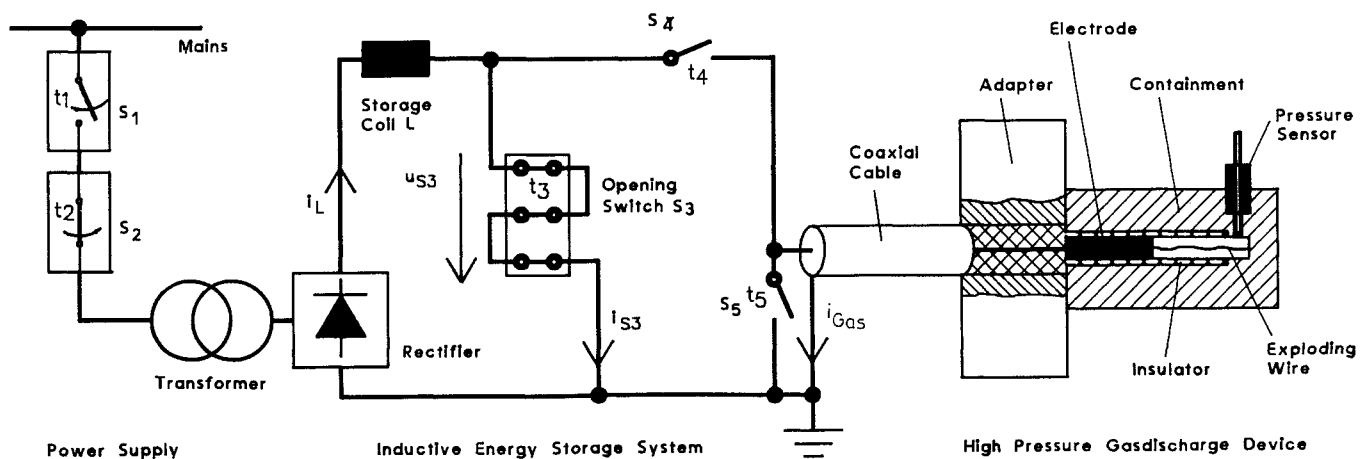 Mains
t1
S1
t2
S2
Transformer
Rectifier
iL
Storage
Coil L
uS3
t3
Opening
Switch S3
iS3
S4
t4
S5
t5
iGas
Coaxial
Cable
Adapter
Electrode
Containment
Pressure
Sensor
Insulator
Exploding
Wire
Power Supply
Inductive Energy Storage System
High Pressure Gasdischarge Device